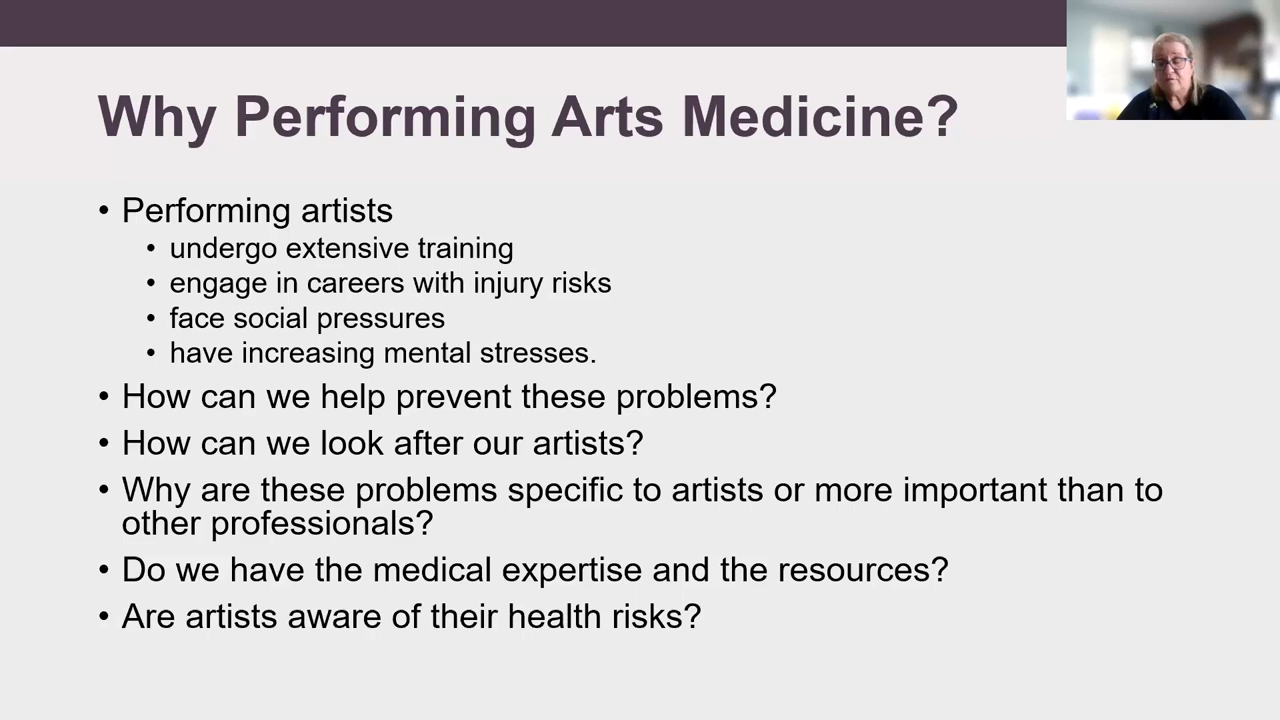 Why Performing Arts Medicine?
• Performing artists
• undergo extensive training
• engage in careers with injury risks
• face social pressures
• have increasing mental stresses.
• How can we help prevent these problems?
• How can we look after our artists?
• Why are these problems specific to artists or more important than to
other professionals?
• Do we have the medical expertise and the resources?
• Are artists aware of their health risks?